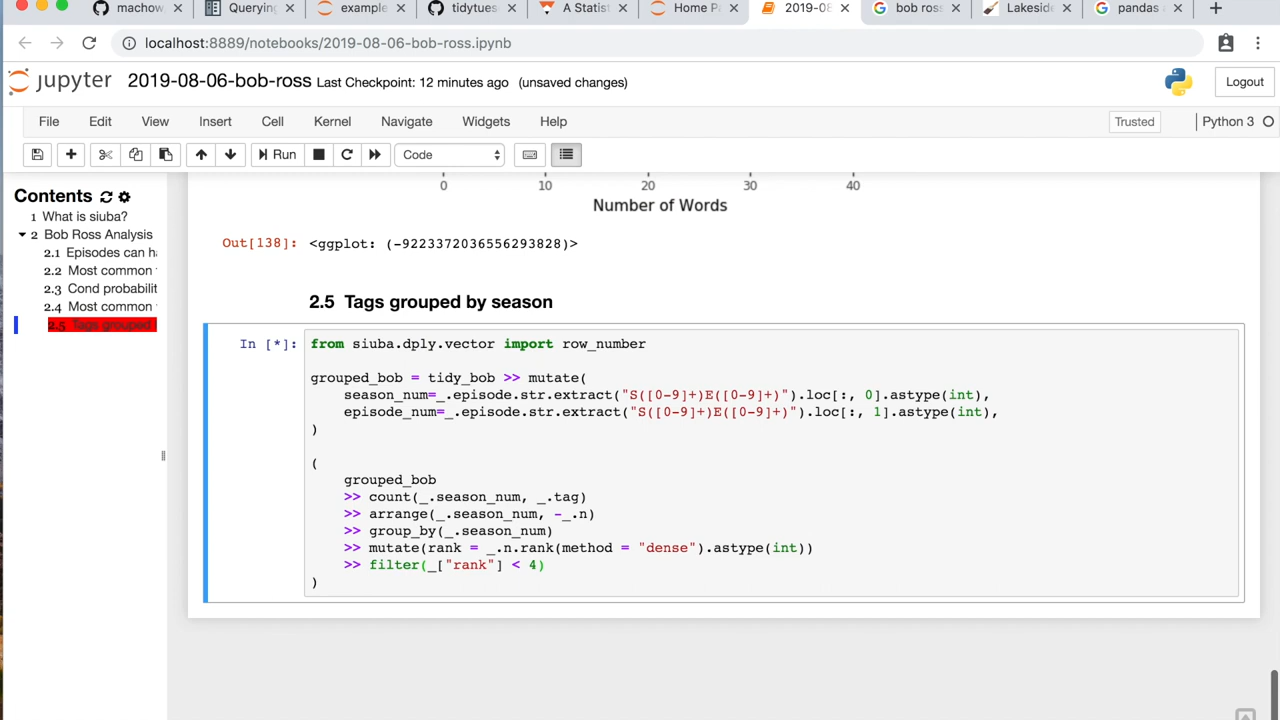 machow.
Querying
example
tidytues
A Statist
Home Pa
2019-08
bob ross
Lakeside
pandas
localhost:8889/notebooks/2019-08-06-bob-ross.ipynb
jupyter 2019-08-06-bob-ross Last Checkpoint: 12 minutes ago (unsaved changes)
Logout
File Edit View Insert Cell Kernel Navigate Widgets Help
Trusted
Python 3
Run
Code
Contents
1 What is siuba?
2 Bob Ross Analysis
2.1 Episodes can ha
2.2 Most common
2.3 Cond probabilit
2.4 Most common
2.5 Tags grouped
0 10 20 30 40
Number of Words
Out[138]: <ggplot: (-9223372036556293828)>
2.5 Tags grouped by season
In [*]: from siuba.dply.vector import row_number
grouped_bob = tidy_bob >> mutate(
    season_num=_.episode.str.extract("S([0-9]+)E([0-9]+)").loc[:, 0].astype(int),
    episode_num=_.episode.str.extract("S([0-9]+)E([0-9]+)").loc[:, 1].astype(int),
)
(
    grouped_bob
    >> count(_.season_num, _.tag)
    >> arrange(_.season_num, -_.n)
    >> group_by(_.season_num)
    >> mutate(rank = _.n.rank(method = "dense").astype(int))
    >> filter(_["rank"] < 4)
)